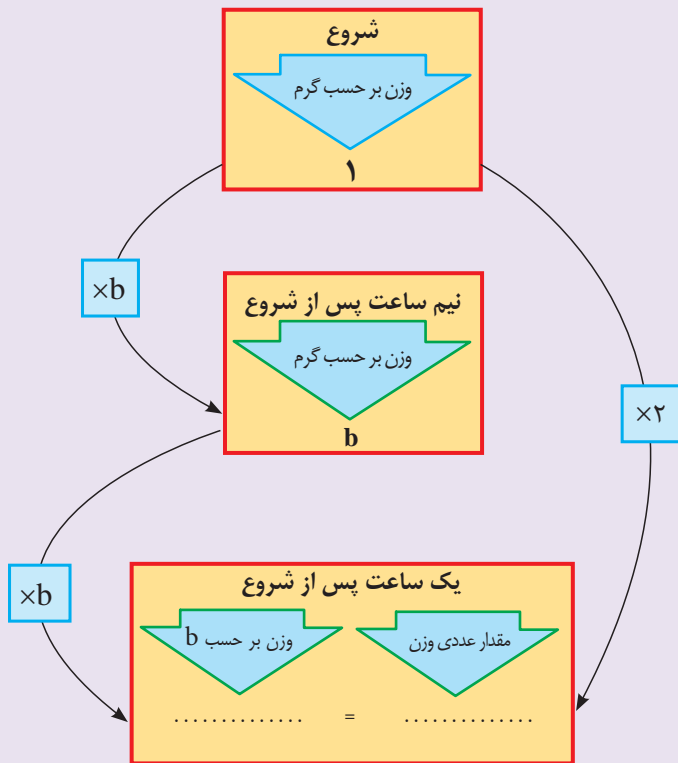 شروع
وزن بر حسب گرم
۱
×b
نیم ساعت پس از شروع
وزن بر حسب گرم
b
×۲
×b
یک ساعت پس از شروع
مقدار عددی وزن
وزن بر حسب b
.............. = ..............